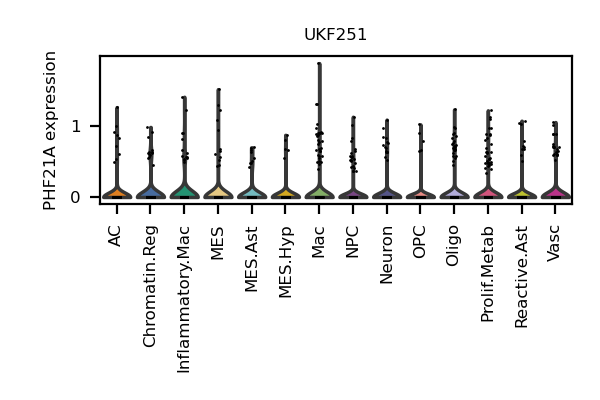 UKF251
PHF21A expression
1
0
AC
Chromatin.Reg
Inflammatory.Mac
MES
MES.Ast
MES.Hyp
Mac
NPC
Neuron
OPC
Oligo
Prolif.Metab
Reactive.Ast
Vasc